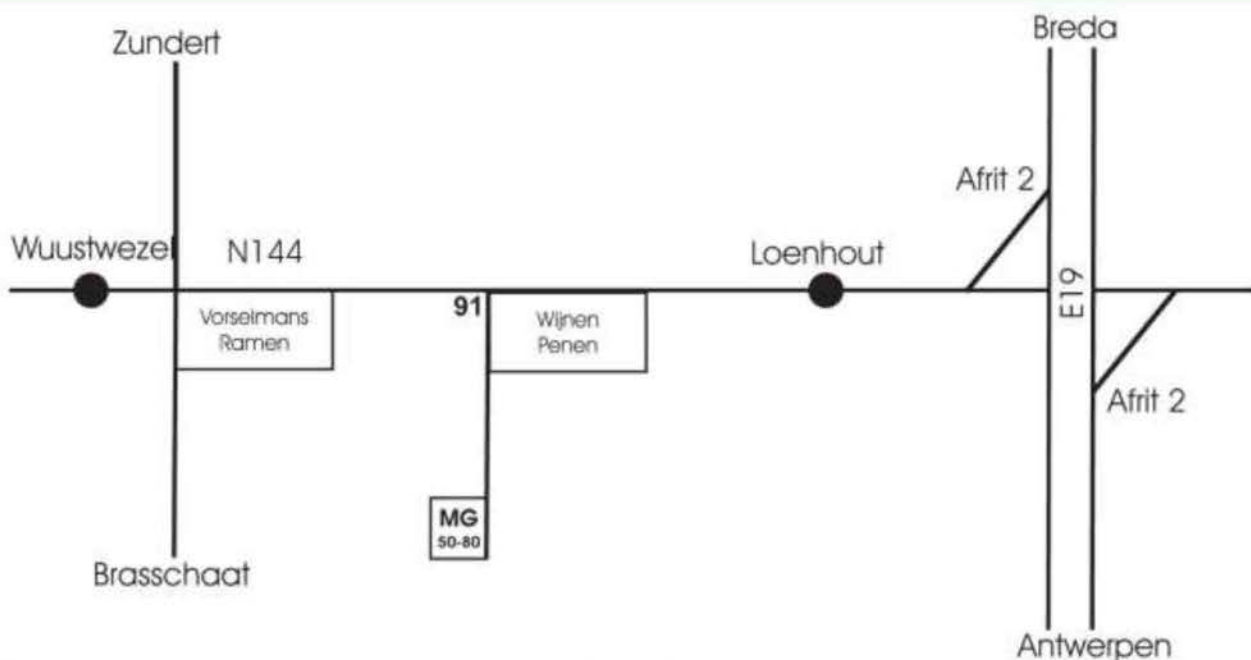 Zundert
Breda
Afrit 2
Wuustwezel
N144
Loenhout
E19
Vorselmans
Ramen
91
Wijnen
Penen
Afrit 2
MG
50-80
Brasschaat
Antwerpen